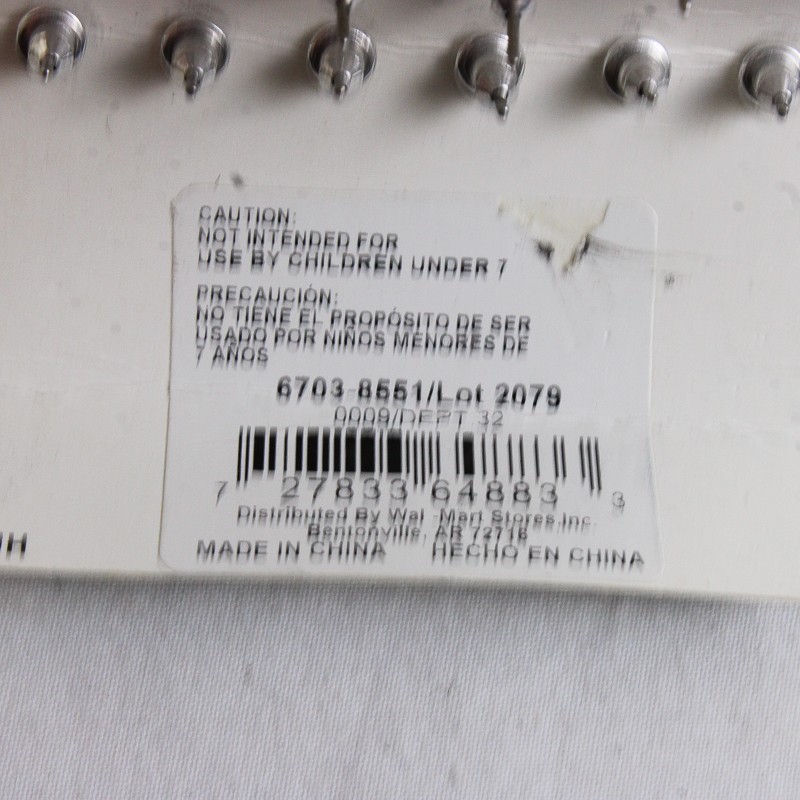 CAUTION:
NOT INTENDED FOR
USE BY CHILDREN UNDER 7
PRECAUCIÓN:
NO TIENE EL PROPÓSITO DE SER
USADO POR NIÑOS MENORES DE
7 AÑOS
6703-8551/Lot 2079
0009/DEPT 32
7 27833 64883 3
Distributed By Wal-Mart Stores, Inc.
Bentonville, AR 72716
MADE IN CHINA HECHO EN CHINA